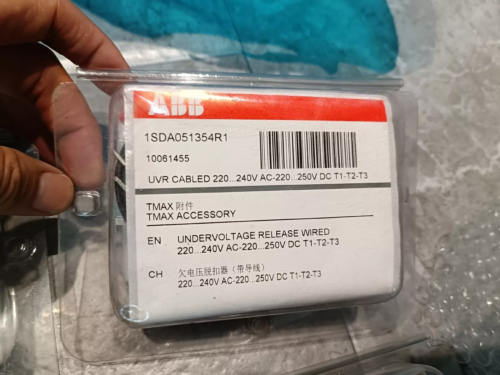 ABB
1SDA051354R1
10061455
UVR CABLED 220...240V AC-220...250V DC T1-T2-T3
TMAX 附件
TMAX ACCESSORY
EN UNDERVOLTAGE RELEASE WIRED
220...240V AC-220...250V DC T1-T2-T3
CH 欠电压脱扣器（带导线）
220...240V AC-220...250V DC T1-T2-T3